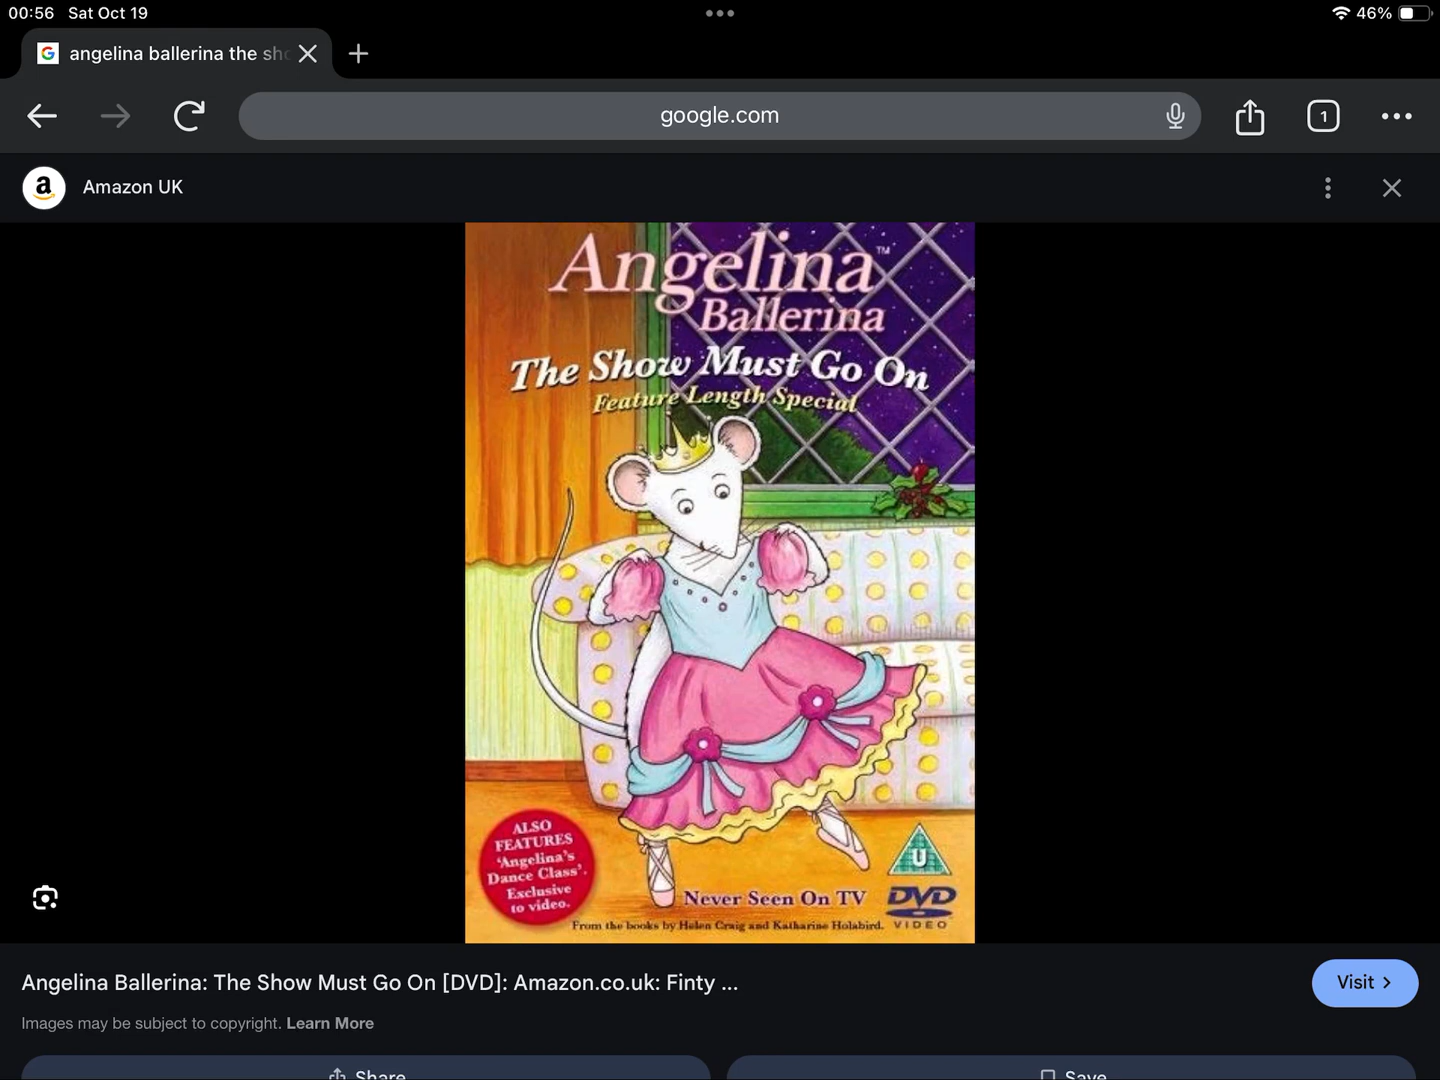 00:56 Sat Oct 19
46%
angelina ballerina the sho
google.com
1
a
Amazon UK
Angelina™
Ballerina
The Show Must Go On
Feature Length Special
ALSO
FEATURES
'Angelina's
Dance Class'.
Exclusive
to video.
U
Never Seen On TV
DVD
VIDEO
From the books by Helen Craig and Katharine Holabird.
Angelina Ballerina: The Show Must Go On [DVD]: Amazon.co.uk: Finty ...
Visit
Images may be subject to copyright. Learn More
Share
Save